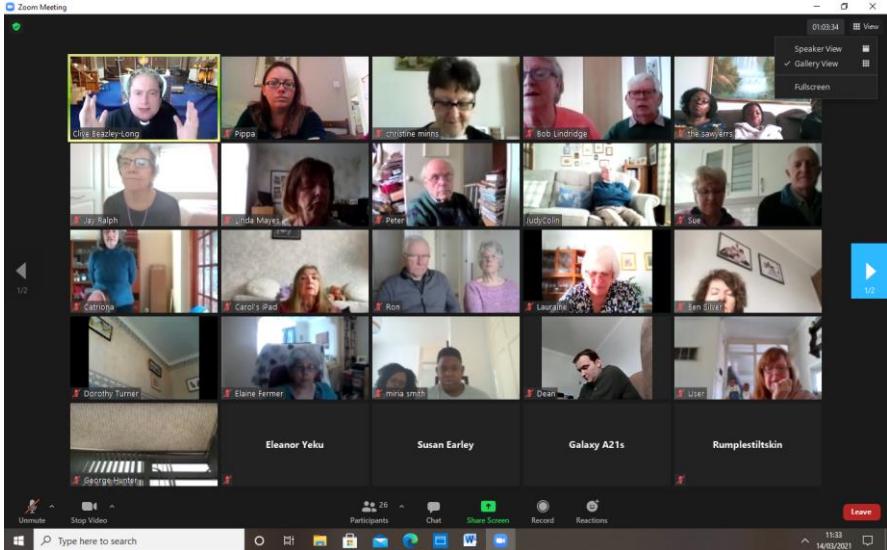 Zoom Meeting
01:03:34 View
Speaker View
Gallery View
Fullscreen
Clive Beazley-Long
Pippa
christine minns
Bob Lindridge
the sawyerrs
Jay Ralph
Linda Mayes
Peter
JudyColin
Sue
Catriona
Carol's iPad
Ron
Lauraine
Ben Silver
Dorothy Turner
Elaine Fermer
miria smith
Dean
User
George Hunter
Eleanor Yeku
Susan Earley
Galaxy A21s
Rumplestiltskin
1/2
1/2
Unmute
Stop Video
26
Participants
Chat
Share Screen
Record
Reactions
Leave
Type here to search
11:33
14/03/2021